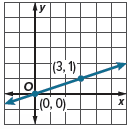 y
(3, 1)
O
(0, 0)
x